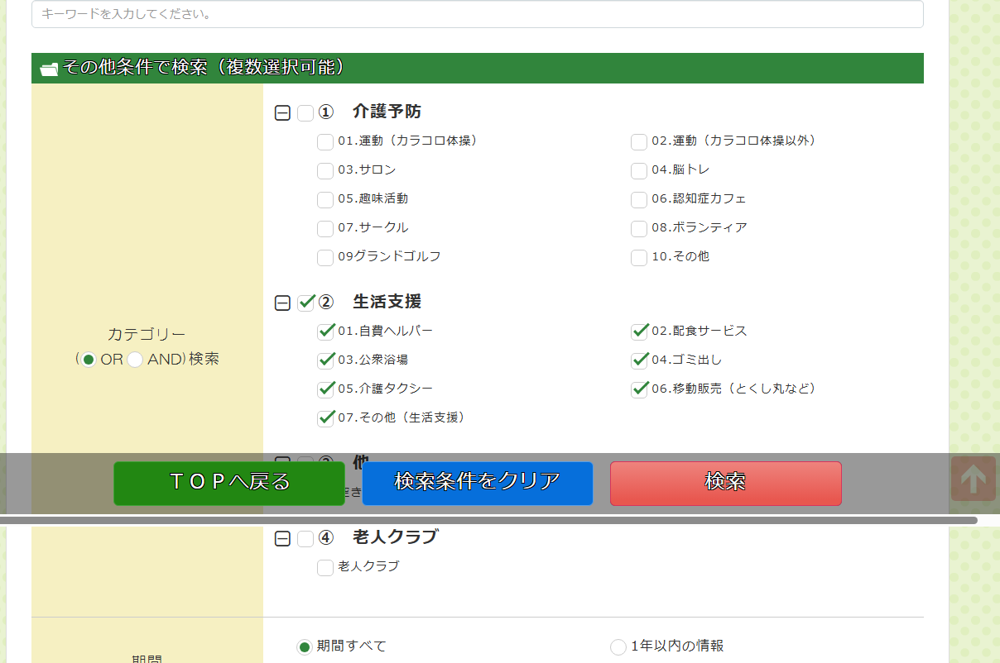 キーワードを入力してください。
その他条件で検索（複数選択可能）
カテゴリー
(OR AND)検索
① 介護予防
01.運動（カラコロ体操）
02.運動（カラコロ体操以外）
03.サロン
04.脳トレ
05.趣味活動
06.認知症カフェ
07.サークル
08.ボランティア
09グランドゴルフ
10.その他
② 生活支援
01.自費ヘルパー
02.配食サービス
03.公衆浴場
04.ゴミ出し
05.介護タクシー
06.移動販売（とくし丸など）
07.その他（生活支援）
③ 他
ＴＯＰへ戻る
検索条件をクリア
検索
④ 老人クラブ
老人クラブ
期間
期間すべて
1年以内の情報